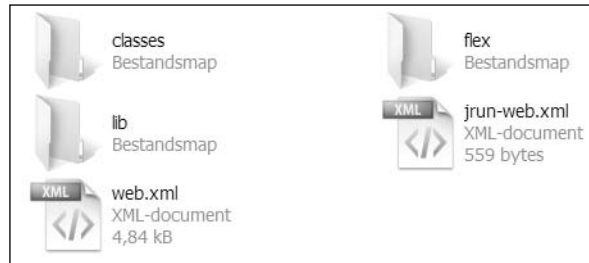 classes
Bestandsmap
flex
Bestandsmap
lib
Bestandsmap
XML
jrun-web.xml
XML-document
559 bytes
XML
web.xml
XML-document
4,84 kB